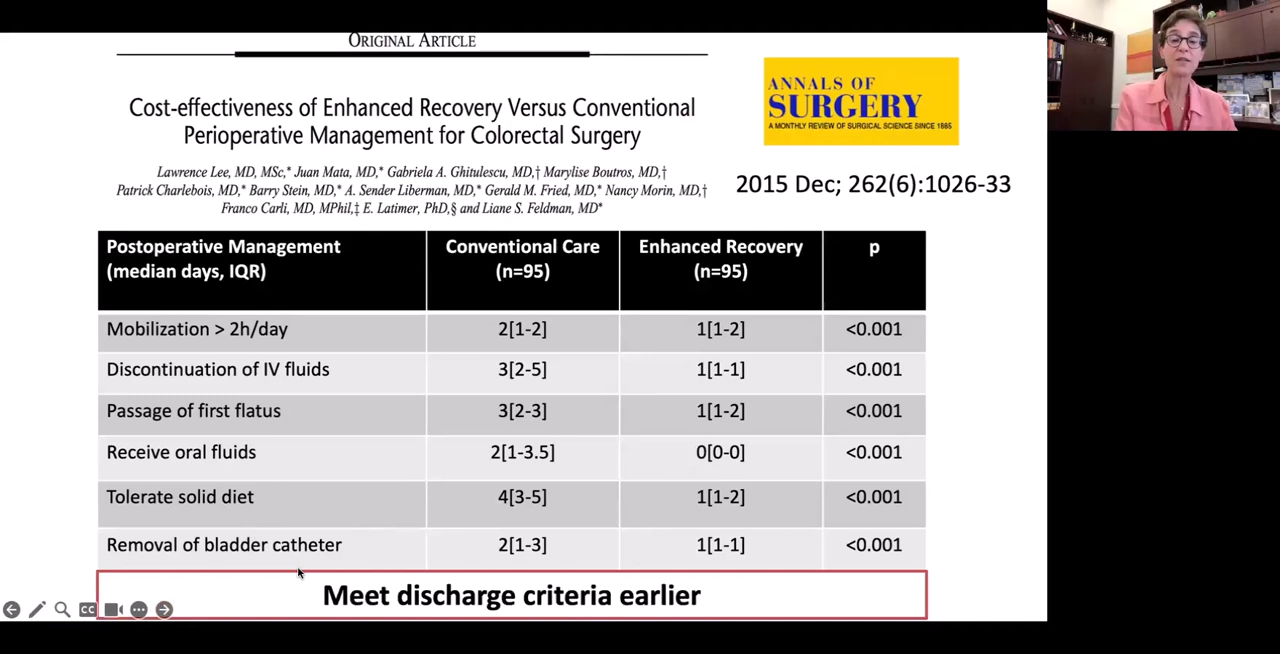 ORIGINAL ARTICLE
Cost-effectiveness of Enhanced Recovery Versus Conventional
Perioperative Management for Colorectal Surgery
Lawrence Lee, MD, MSc,* Juan Mata, MD,* Gabriela A. Ghitulescu, MD,† Marylise Boutros, MD,†
Patrick Charlebois, MD,* Barry Stein, MD,* A. Sender Liberman, MD,* Gerald M. Fried, MD,* Nancy Morin, MD,†
Franco Carli, MD, MPhil,‡ E. Latimer, PhD,§ and Liane S. Feldman, MD*
ANNALS OF
SURGERY
A MONTHLY REVIEW OF SURGICAL SCIENCE SINCE 1885
2015 Dec; 262(6):1026-33
Postoperative Management
(median days, IQR)
Conventional Care
(n=95)
Enhanced Recovery
(n=95)
p
Mobilization > 2h/day 2[1-2] 1[1-2] <0.001
Discontinuation of IV fluids 3[2-5] 1[1-1] <0.001
Passage of first flatus 3[2-3] 1[1-2] <0.001
Receive oral fluids 2[1-3.5] 0[0-0] <0.001
Tolerate solid diet 4[3-5] 1[1-2] <0.001
Removal of bladder catheter 2[1-3] 1[1-1] <0.001
Meet discharge criteria earlier
CC